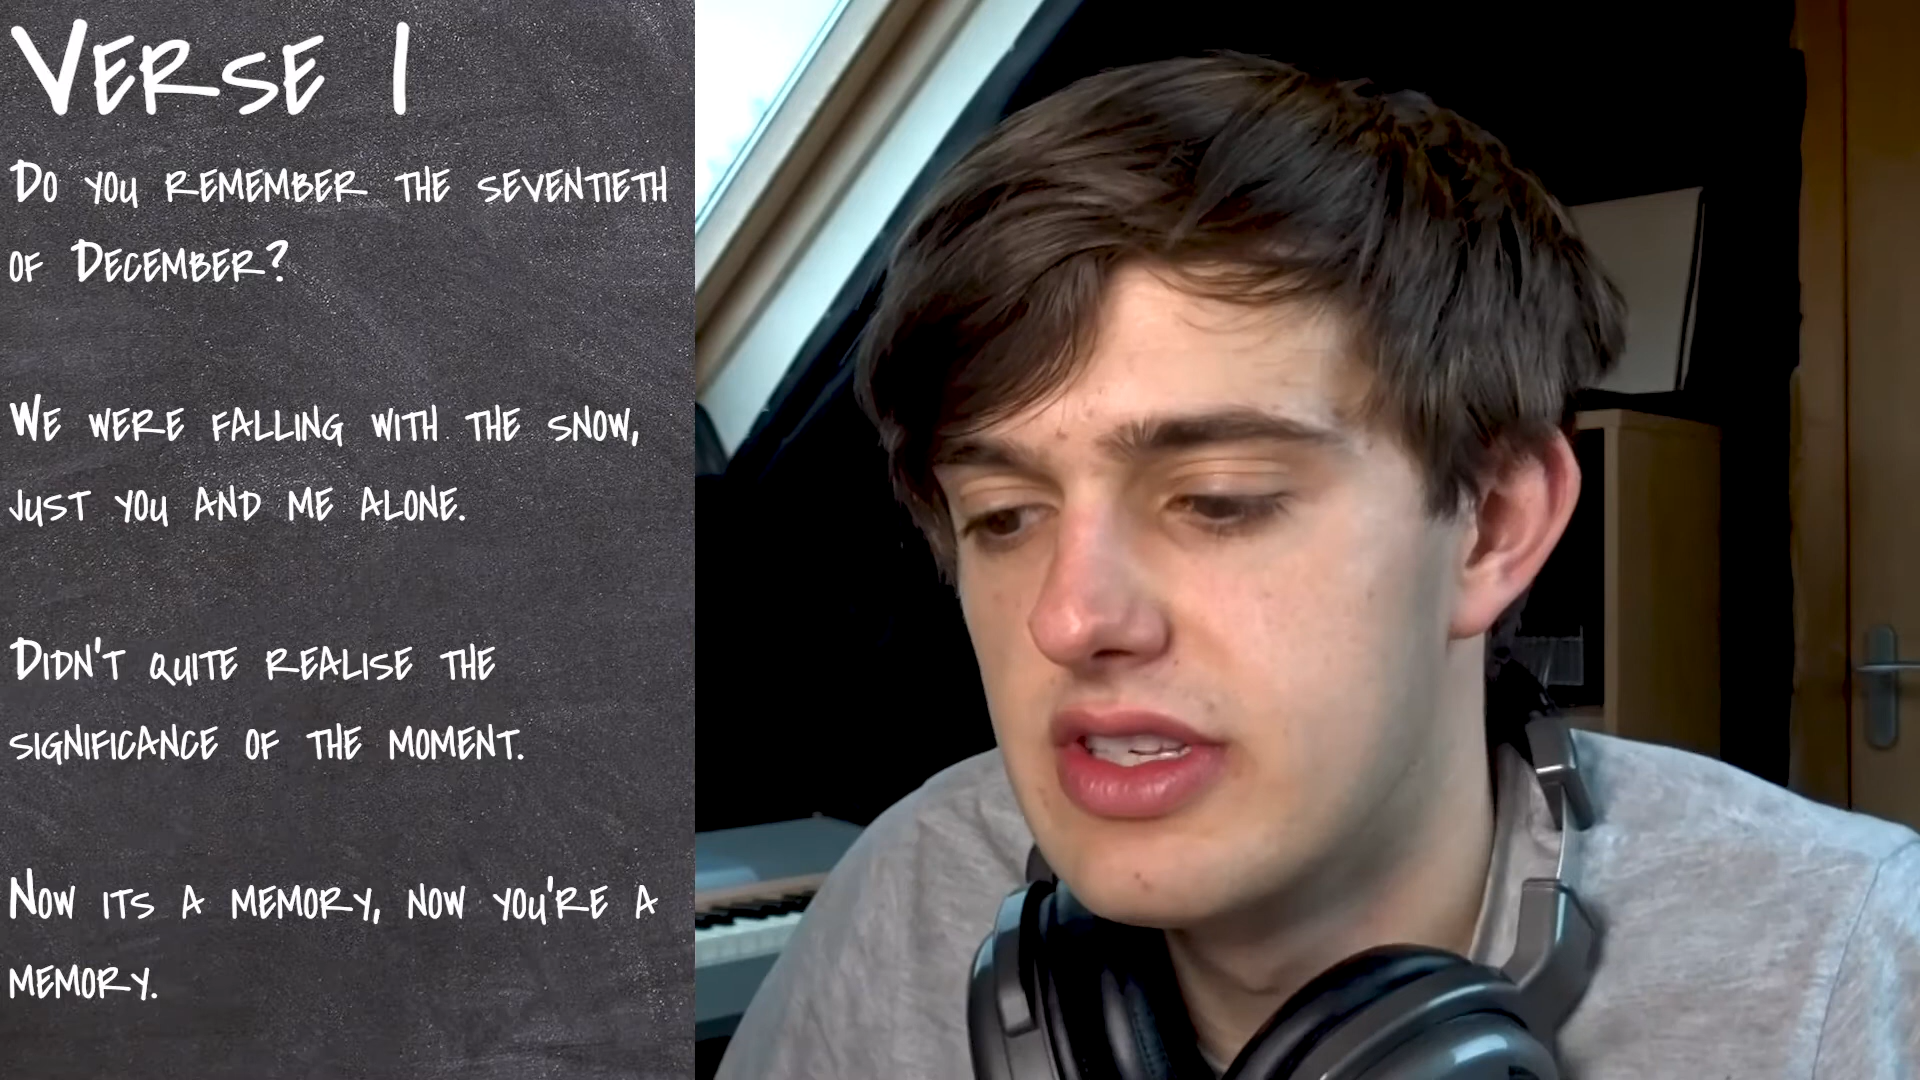 Verse 1
Do you remember the seventieth
of December?
We were falling with the snow,
just you and me alone.
Didn't quite realise the
significance of the moment.
Now its a memory, now you're a
memory.